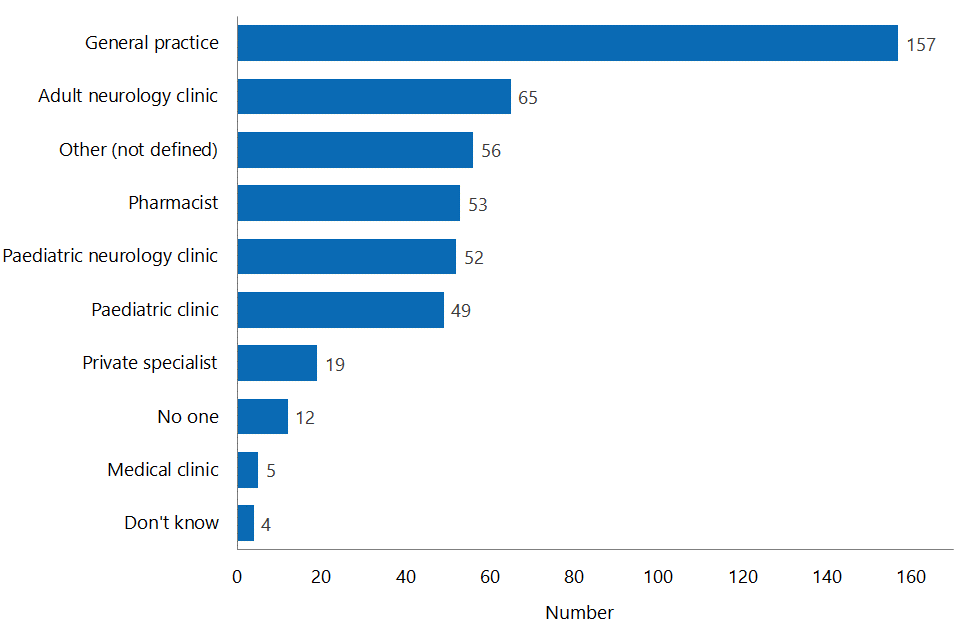 General practice 157
Adult neurology clinic 65
Other (not defined) 56
Pharmacist 53
Paediatric neurology clinic 52
Paediatric clinic 49
Private specialist 19
No one 12
Medical clinic 5
Don't know 4
0 20 40 60 80 100 120 140 160
Number